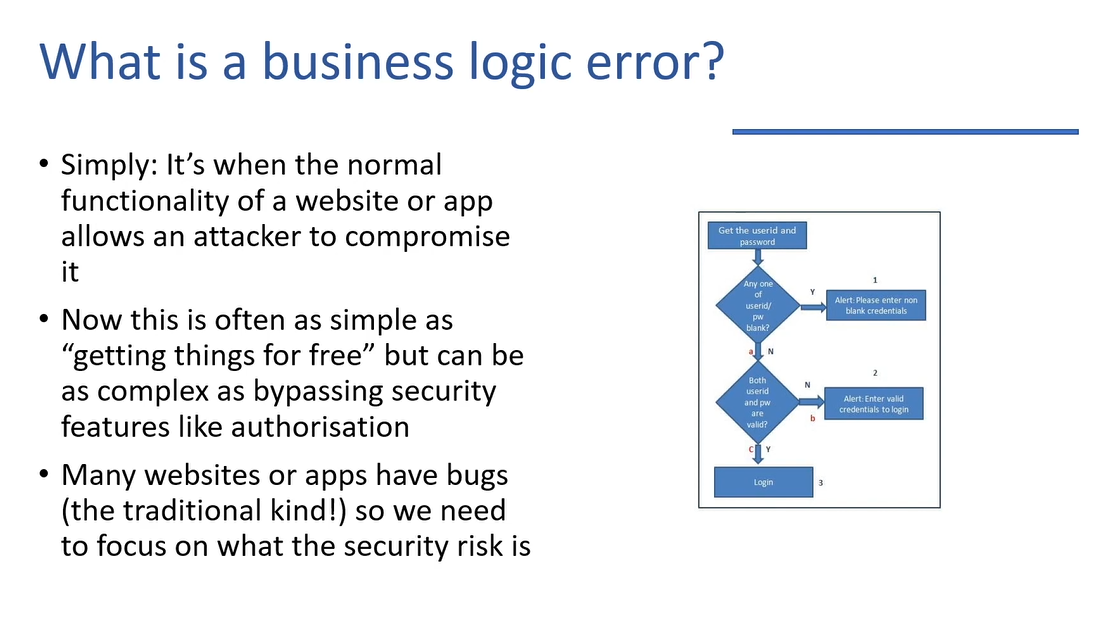 What is a business logic error?
• Simply: It’s when the normal
functionality of a website or app
allows an attacker to compromise
it
• Now this is often as simple as
“getting things for free” but can be
as complex as bypassing security
features like authorisation
• Many websites or apps have bugs
(the traditional kind!) so we need
to focus on what the security risk is
Get the userid and
password
Any one
of
userid/
pw
blank?
Y
1
Alert: Please enter non
blank credentials
a
N
Both
userid
and pw
are
valid?
N
b
2
Alert: Enter valid
credentials to login
C
Y
Login
3